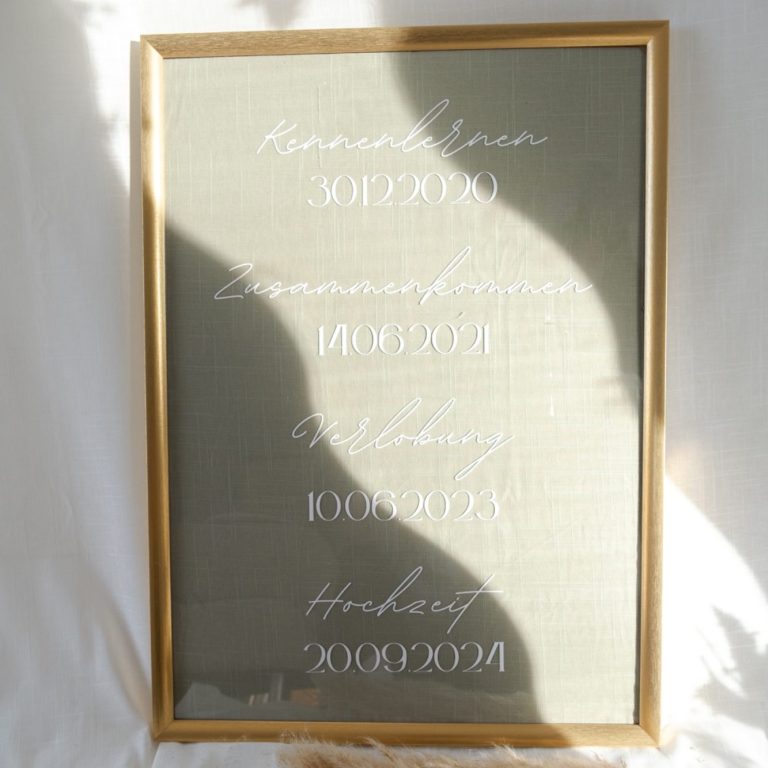 Kennenlernen
30.12.2020
Zusammenkommen
14.06.2021
Verlobung
10.06.2023
Hochzeit
20.09.2024